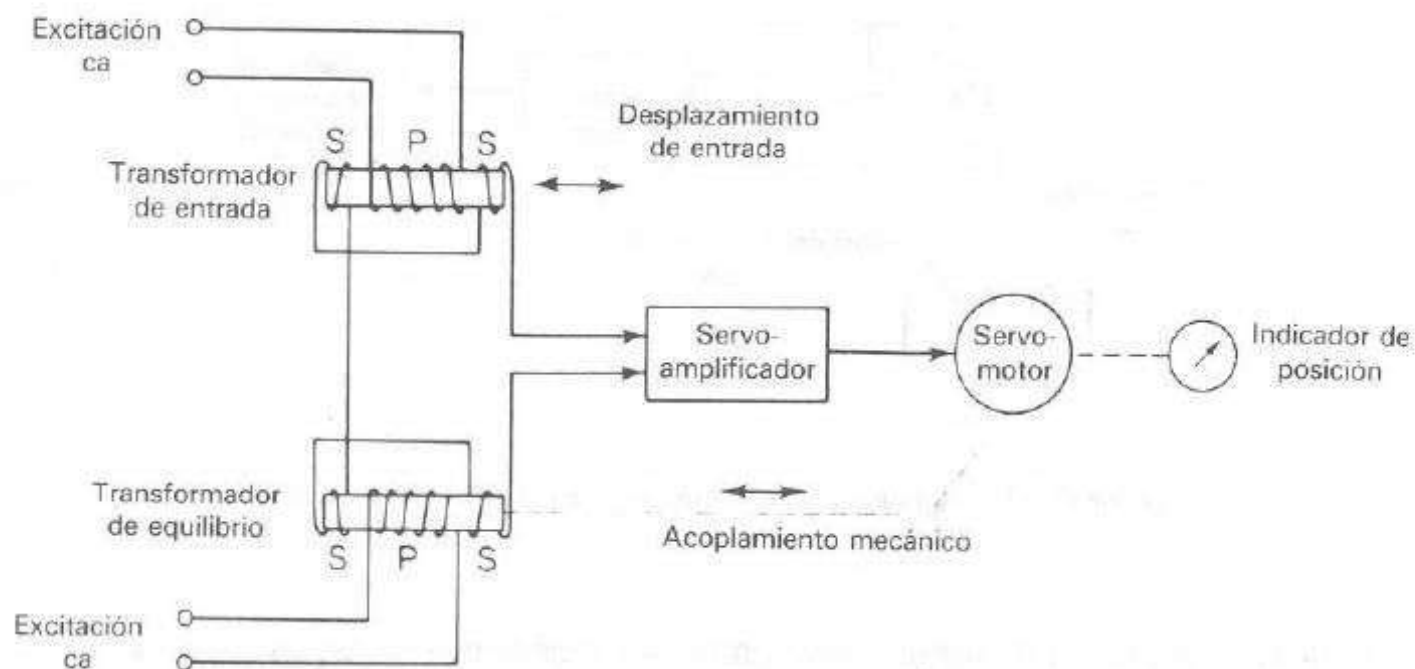 Excitación
ca
Desplazamiento
de entrada
S P S
Transformador
de entrada
Servo-
amplificador
Servo-
motor
Indicador de
posición
Transformador
de equilibrio
S P S
Acoplamiento mecánico
Excitación
ca